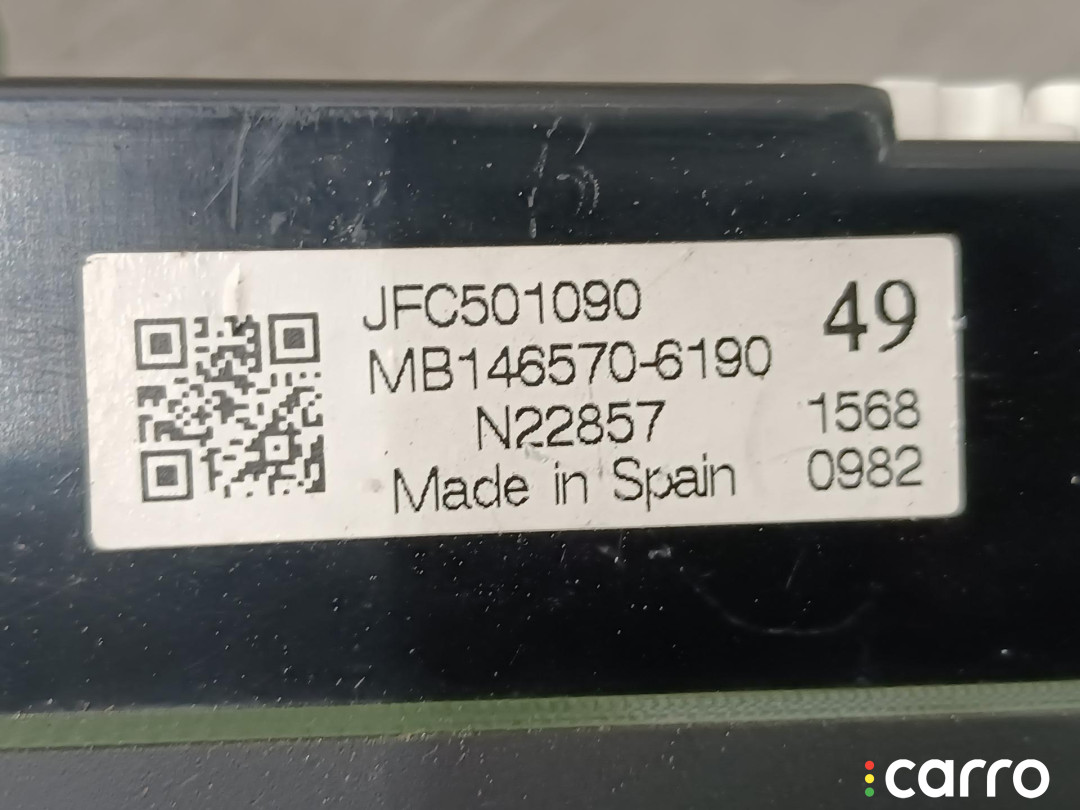 JFC501090
49
MB146570-6190
N22857
1568
Made in Spain
0982
carro